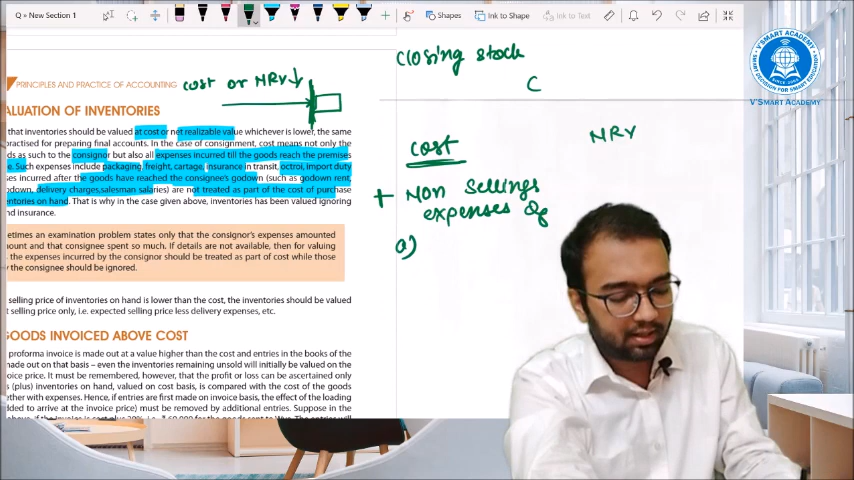 Q » New Section 1
Shapes
Ink to Shape
Ink to Text
PRINCIPLES AND PRACTICE OF ACCOUNTING
cost or NRV↓
ALUATION OF INVENTORIES
that inventories should be valued at cost or net realizable value whichever is lower, the same
practised for preparing final accounts. In the case of consignment, cost means not only the
ds as such to the consignor but also all expenses incurred till the goods reach the premises
e. Such expenses include packaging, freight, cartage, insurance in transit, octroi, import duty
ses incurred after the goods have reached the consignee's godown (such as godown rent,
odown, delivery charges, salesman salaries) are not treated as part of the cost of purchase
entories on hand. That is why in the case given above, inventories has been valued ignoring
nd insurance.
etimes an examination problem states only that the consignor's expenses amounted
mount and that consignee spent so much. If details are not available, then for valuing
the expenses incurred by the consignor should be treated as part of cost while those
y the consignee should be ignored.
selling price of inventories on hand is lower than the cost, the inventories should be valued
t selling price only, i.e. expected selling price less delivery expenses, etc.
GOODS INVOICED ABOVE COST
proforma invoice is made out at a value higher than the cost and entries in the books of the
made out on that basis – even the inventories remaining unsold will initially be valued on the
oice price. It must be remembered, however, that the profit or loss can be ascertained only
s (plus) inventories on hand, valued on cost basis, is compared with the cost of the goods
ether with expenses. Hence, if entries are first made on invoice basis, the effect of the loading
dded to arrive at the invoice price) must be removed by additional entries. Suppose in the
closing stock
C
cost
NRV
+ Non Sellings
expenses of
a)
V'SMART ACADEMY
DECISION FOR SMART EDUCATION
SINCE 2003
V'SMART ACADEMY